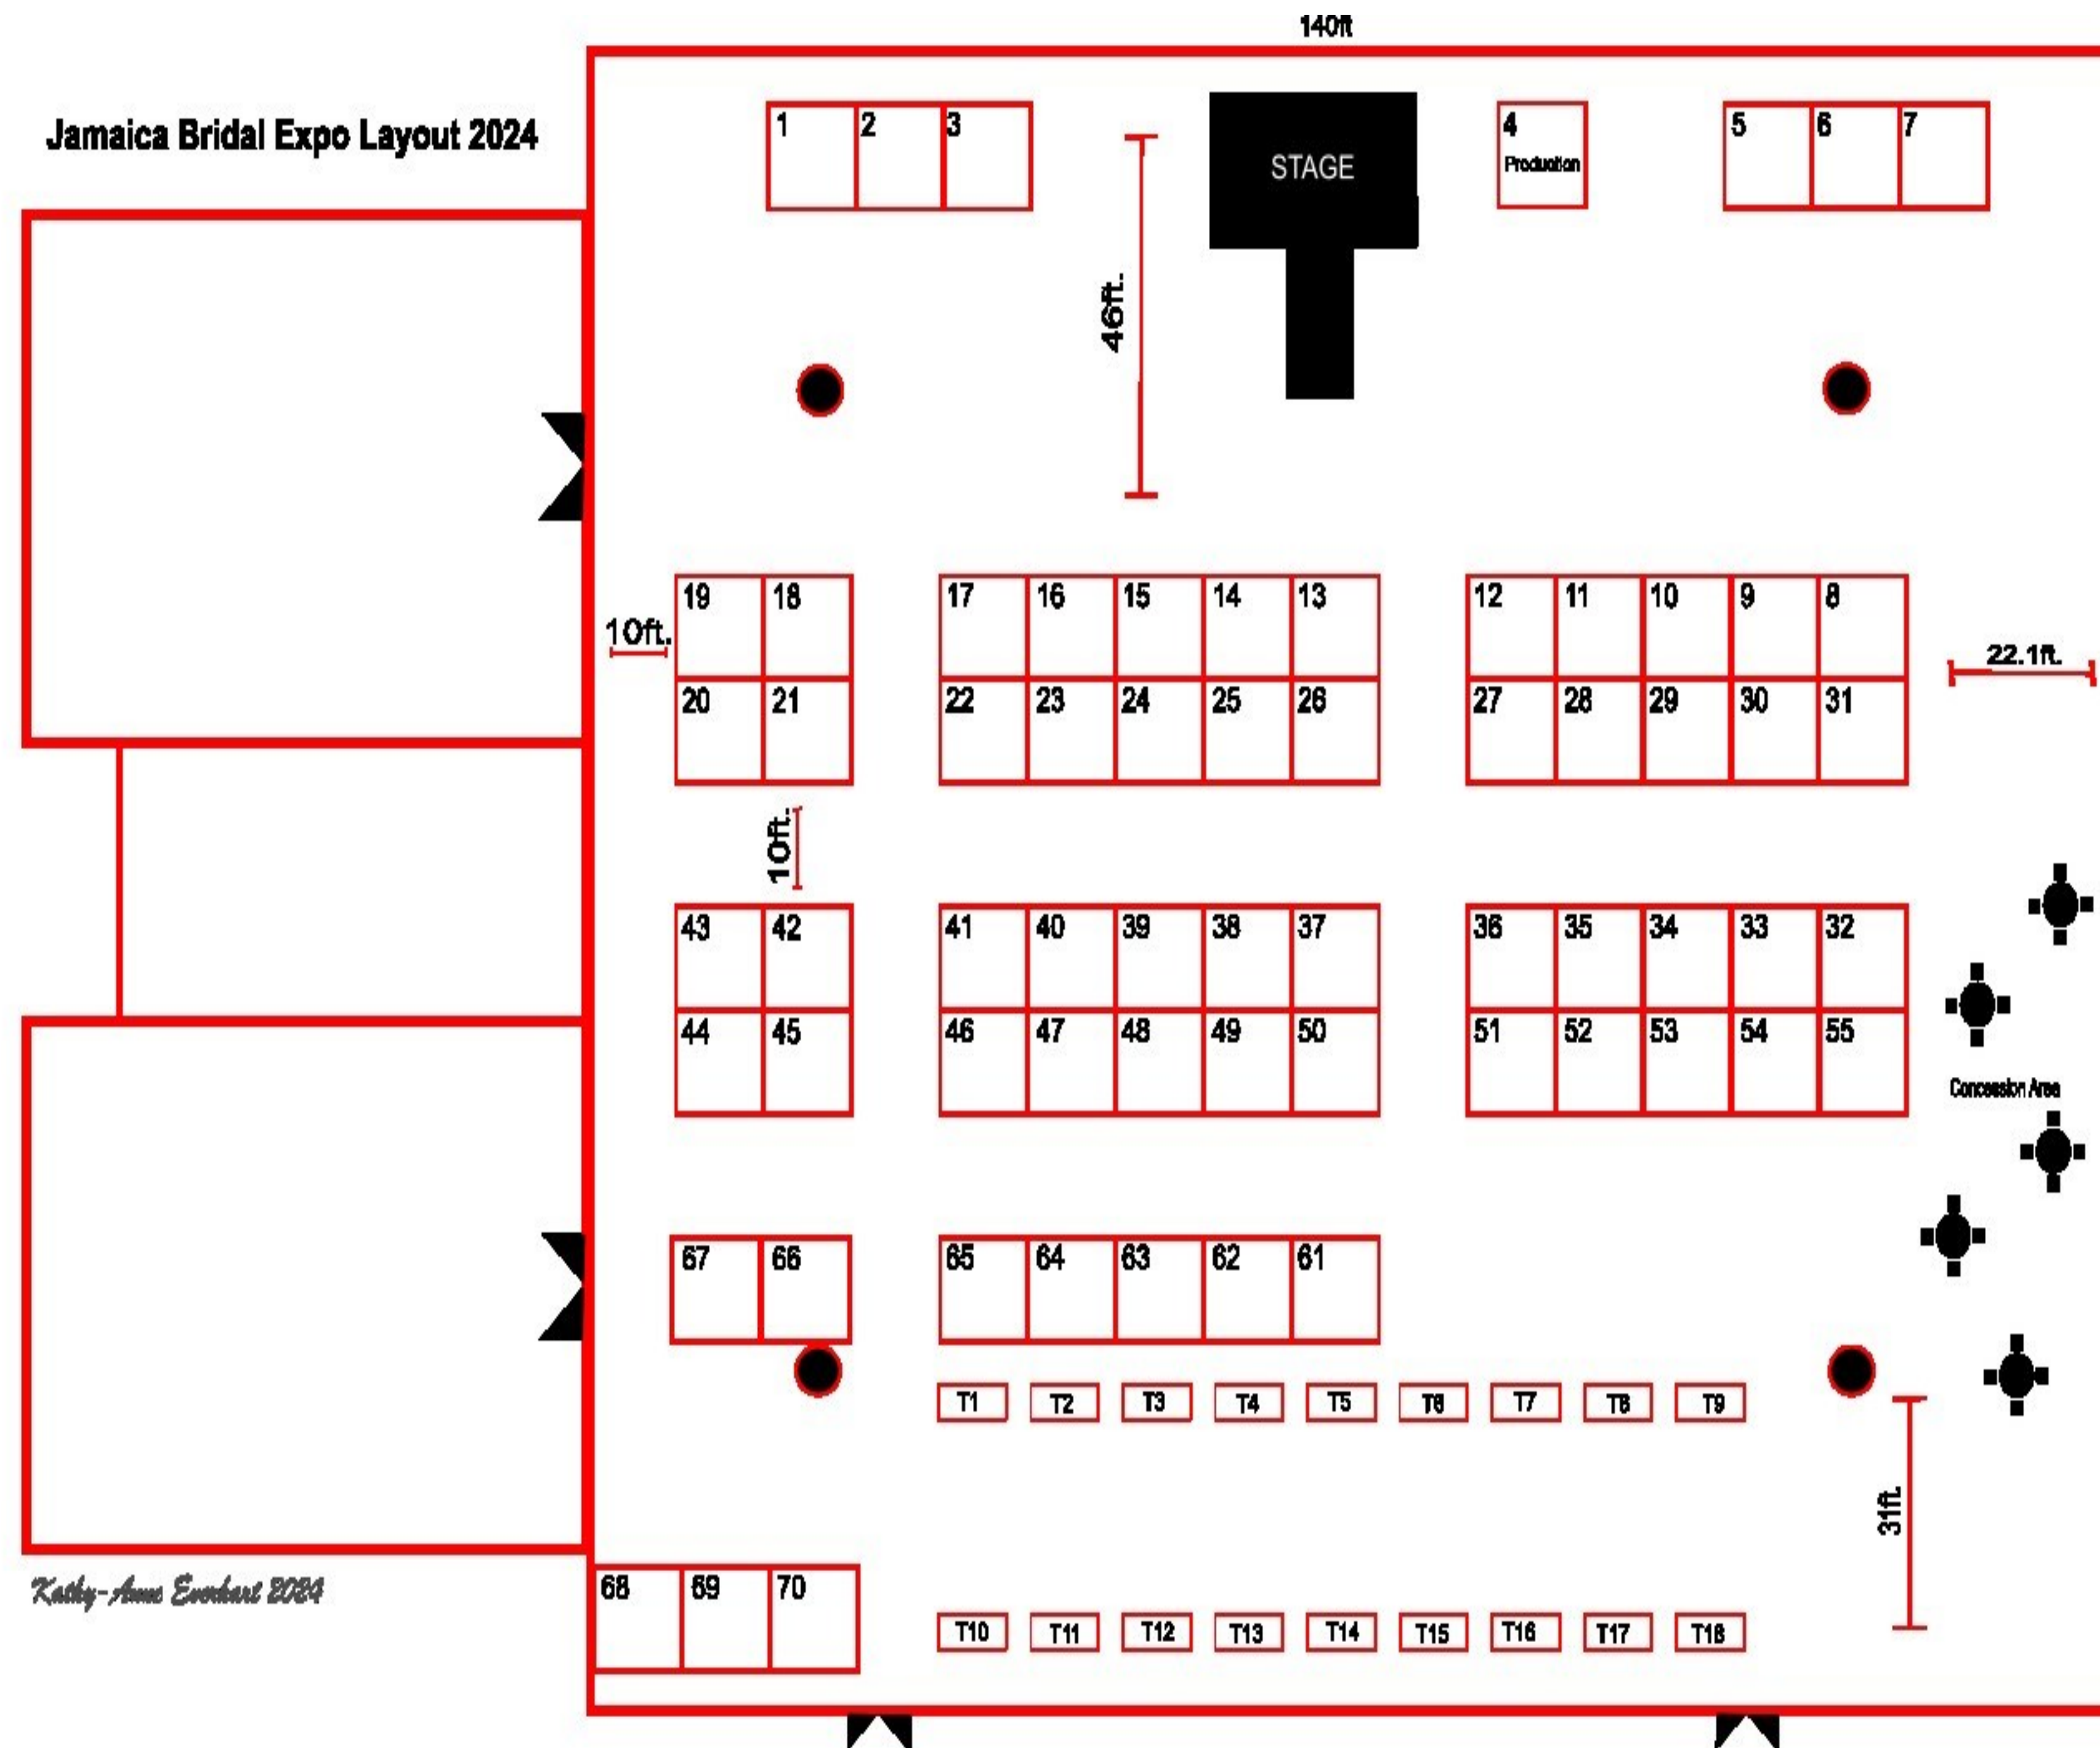 140ft
Jamaica Bridal Expo Layout 2024
1 2 3
STAGE
4
Production
5 6 7
46ft.
19 18 17 16 15 14 13 12 11 10 9 8
10ft.
22.1ft.
20 21 22 23 24 25 26 27 28 29 30 31
10ft.
43 42 41 40 39 38 37 36 35 34 33 32
44 45 46 47 48 49 50 51 52 53 54 55
Concession Area
67 66 65 64 63 62 61
T1 T2 T3 T4 T5 T6 T7 T8 T9
31ft.
68 69 70
Kathy-Anne Everhart 2024
T10 T11 T12 T13 T14 T15 T16 T17 T18